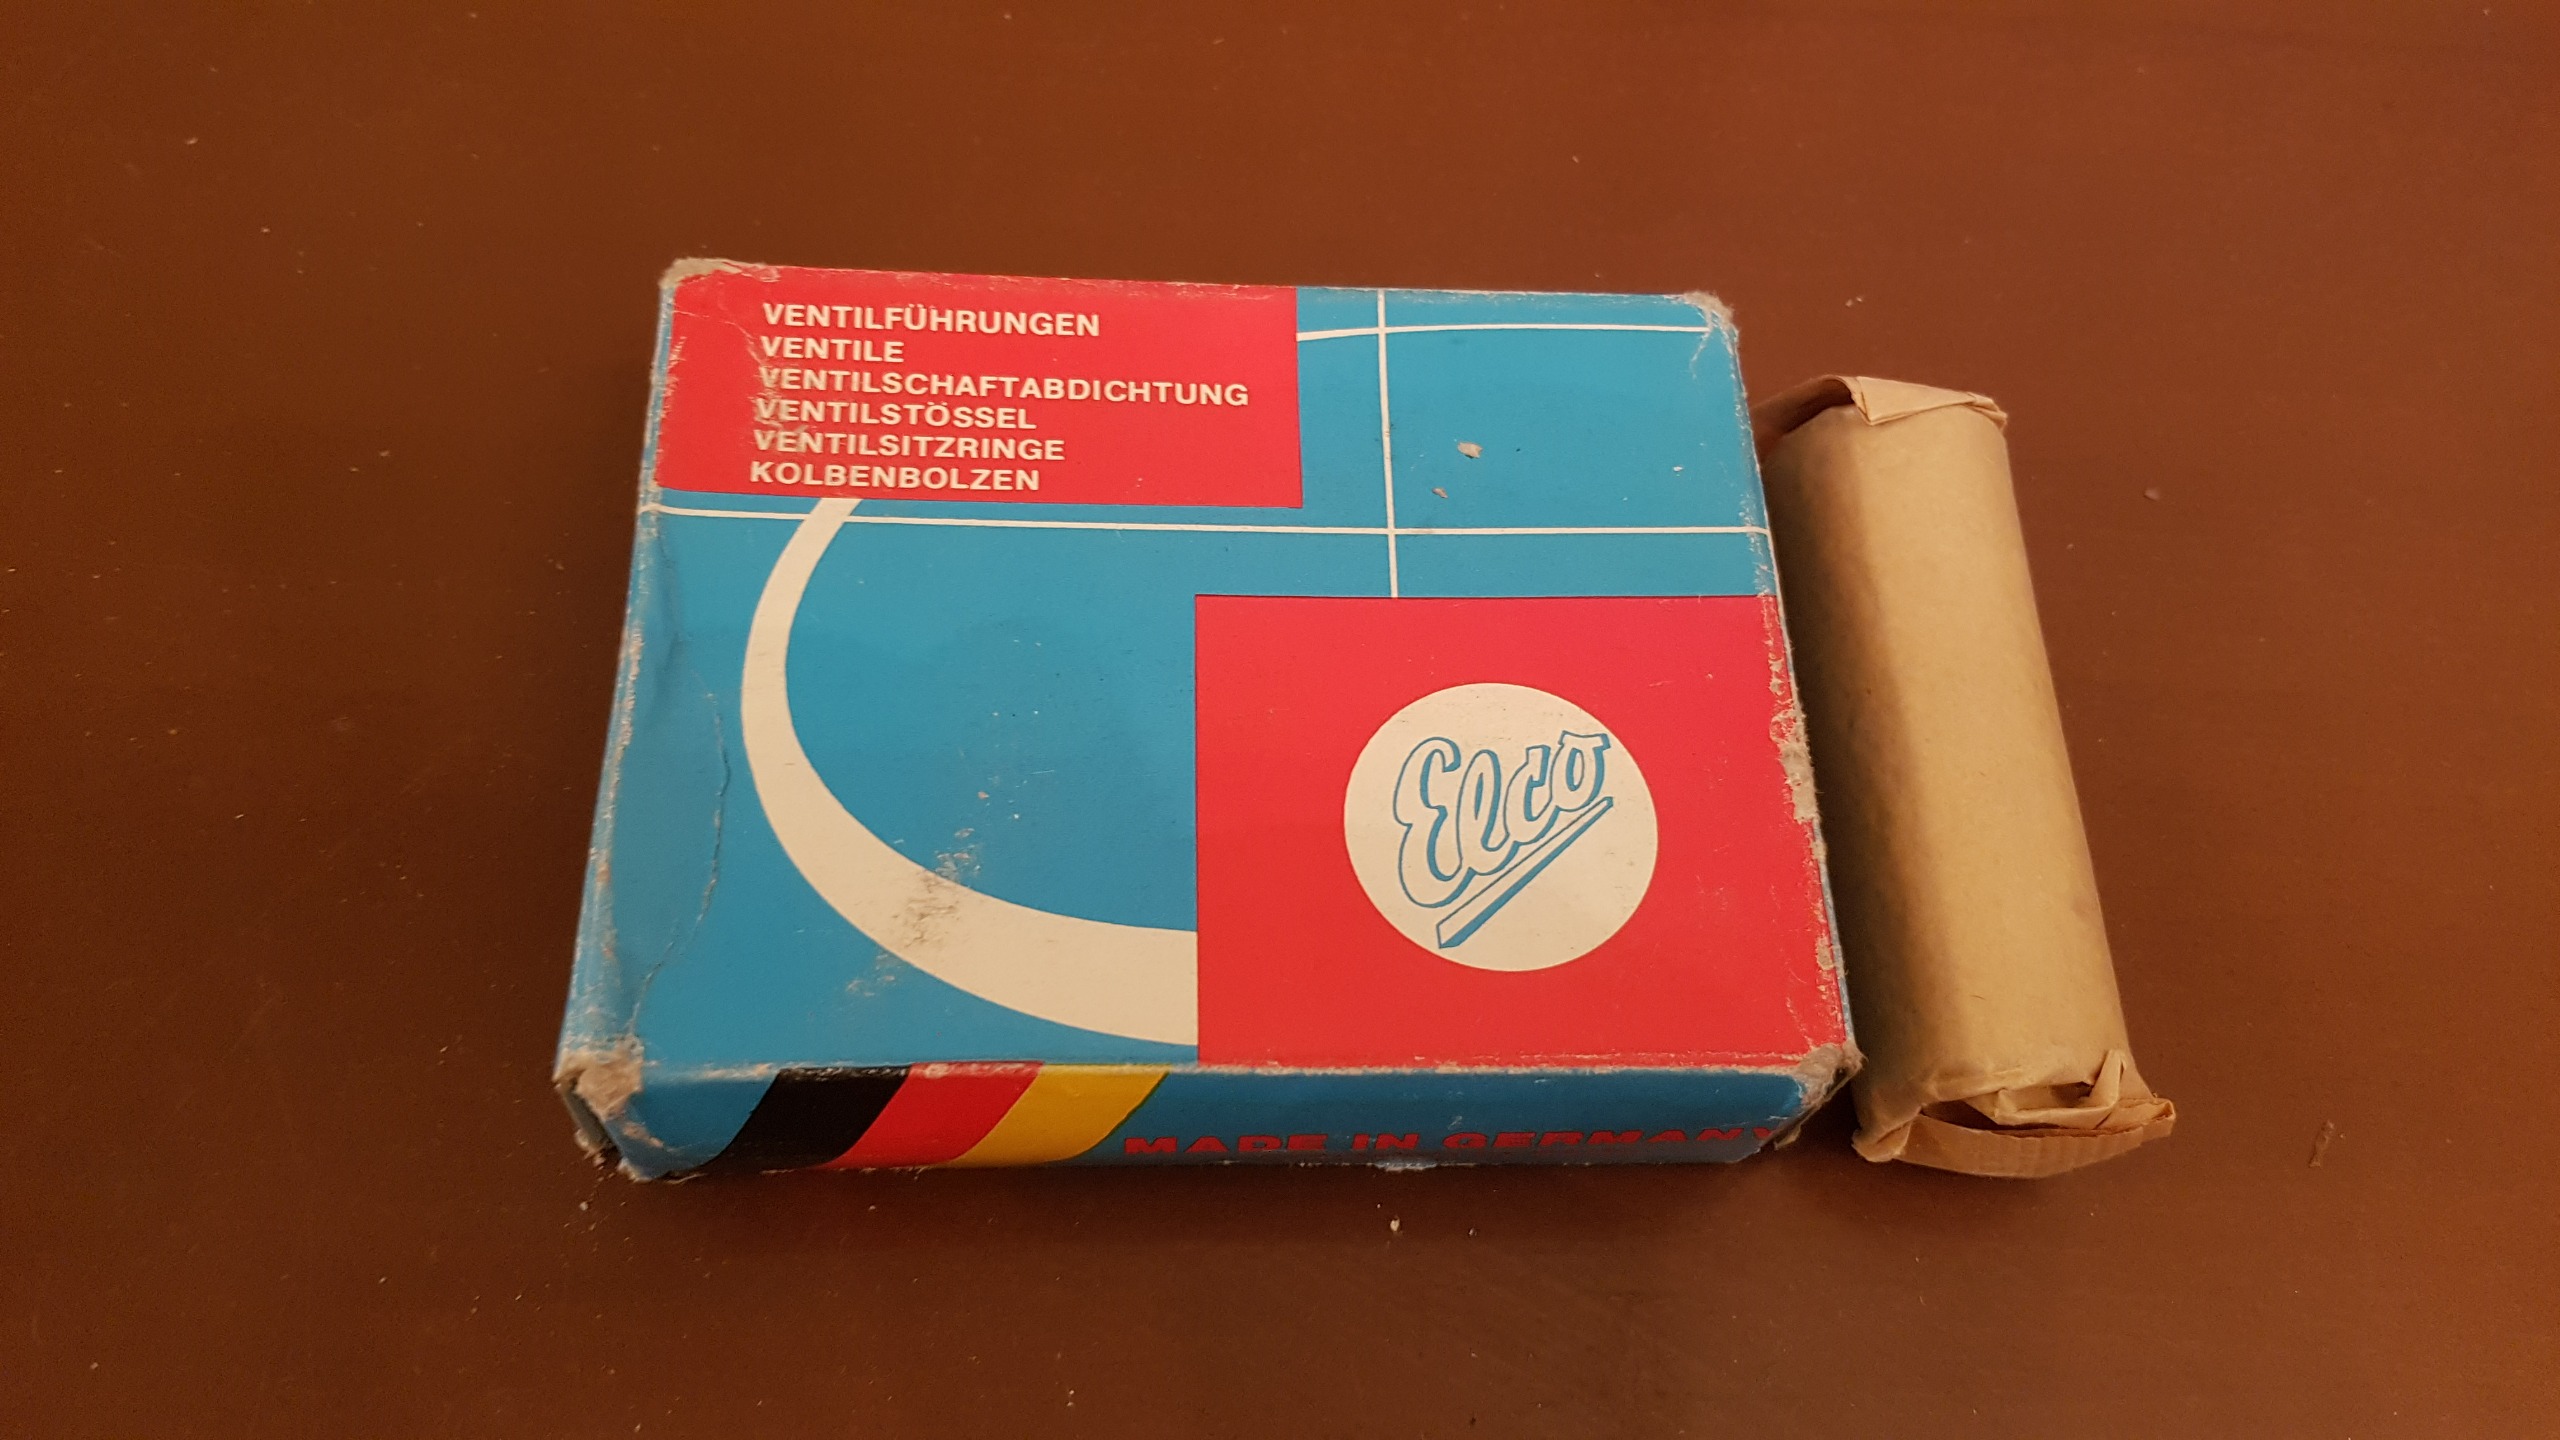 VENTILFÜHRUNGEN
VENTILE
VENTILSCHAFTABDICHTUNG
VENTILSTÖSSEL
VENTILSITZRINGE
KOLBENBOLZEN
Elco
MADE IN GERMANY